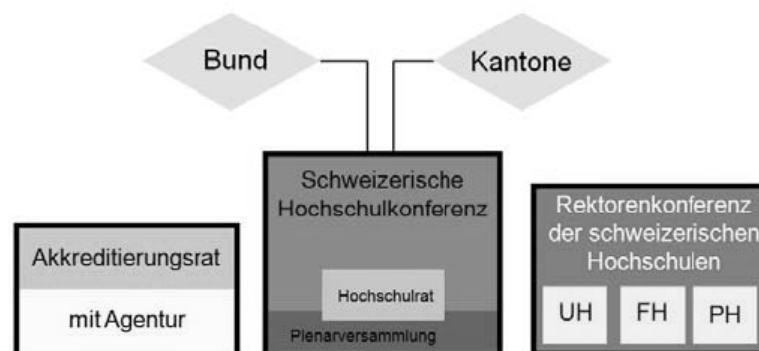 Bund
Kantone
Schweizerische
Hochschulkonferenz
Hochschulrat
Plenarversammlung
Akkreditierungsrat
mit Agentur
Rektorenkonferenz
der schweizerischen
Hochschulen
UH
FH
PH